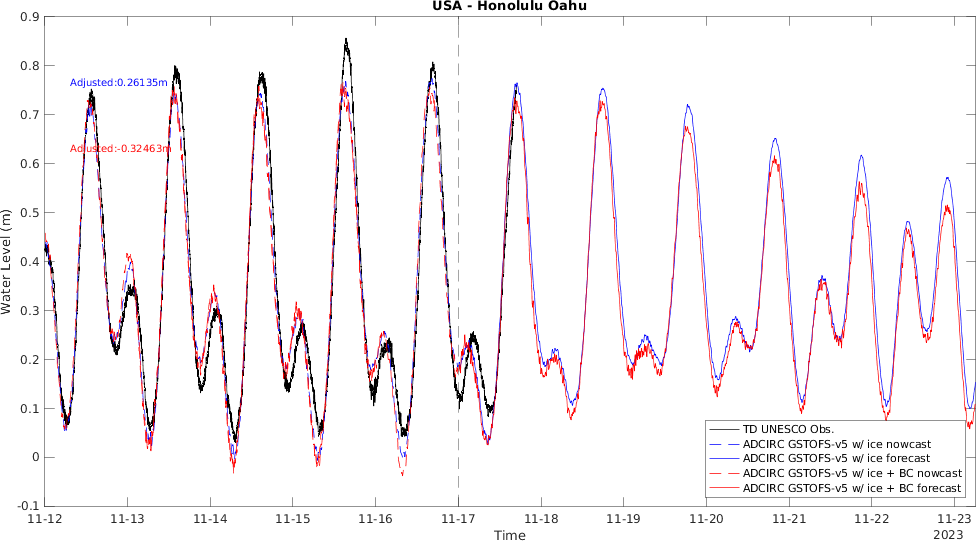 USA - Honolulu Oahu
0.9
0.8
0.7
0.6
0.5
0.4
0.3
0.2
0.1
0
-0.1
Water Level (m)
Adjusted:0.26135m
Adjusted:-0.32463m
TD UNESCO Obs.
ADCIRC GSTOFS-v5 w/ ice nowcast
ADCIRC GSTOFS-v5 w/ ice forecast
ADCIRC GSTOFS-v5 w/ ice + BC nowcast
ADCIRC GSTOFS-v5 w/ ice + BC forecast
11-12 11-13 11-14 11-15 11-16 11-17 11-18 11-19 11-20 11-21 11-22 11-23
Time 2023